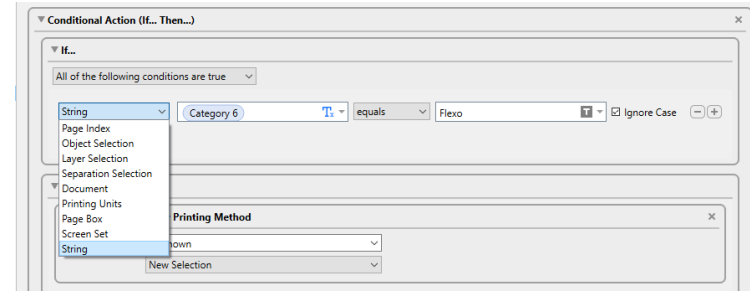 Conditional Action (If... Then...)
If...
All of the following conditions are true
String Category 6 Tx equals Flexo T Ignore Case
Page Index
Object Selection
Layer Selection
Separation Selection
Document
Printing Units
Page Box
Screen Set
String
Printing Method
New Selection